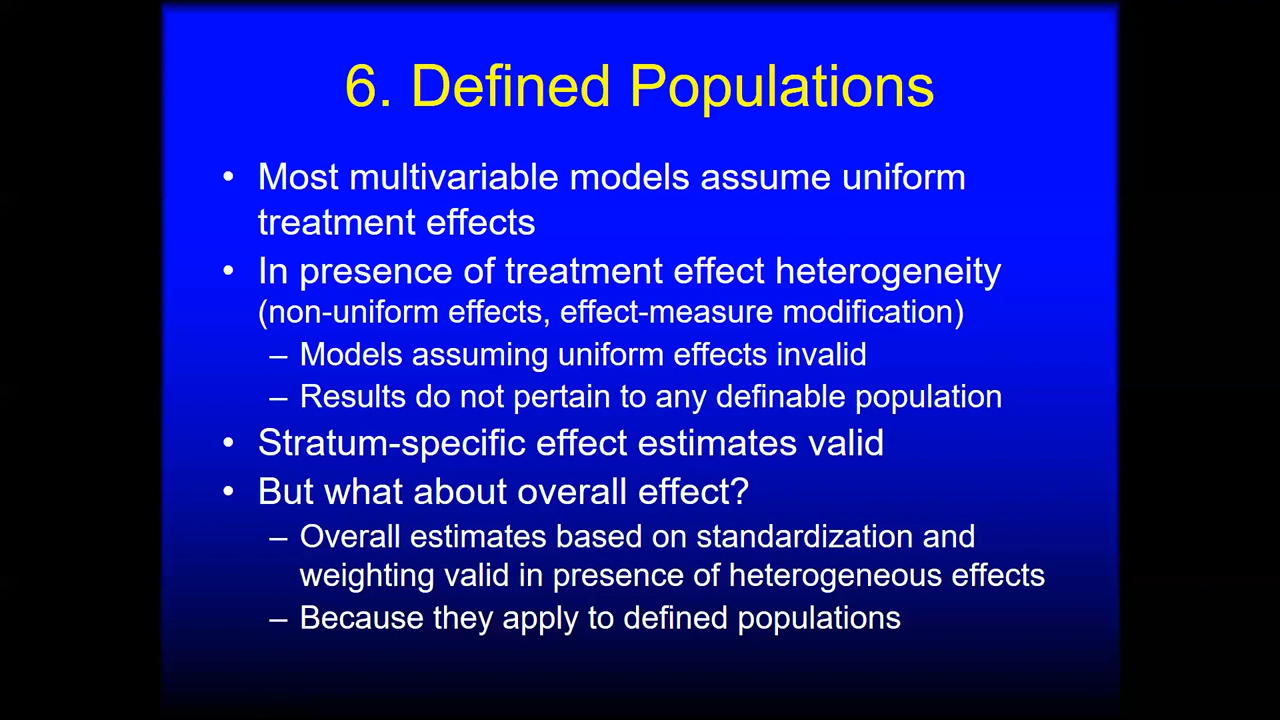 6. Defined Populations
• Most multivariable models assume uniform
treatment effects
• In presence of treatment effect heterogeneity
(non-uniform effects, effect-measure modification)
– Models assuming uniform effects invalid
– Results do not pertain to any definable population
• Stratum-specific effect estimates valid
• But what about overall effect?
– Overall estimates based on standardization and
weighting valid in presence of heterogeneous effects
– Because they apply to defined populations